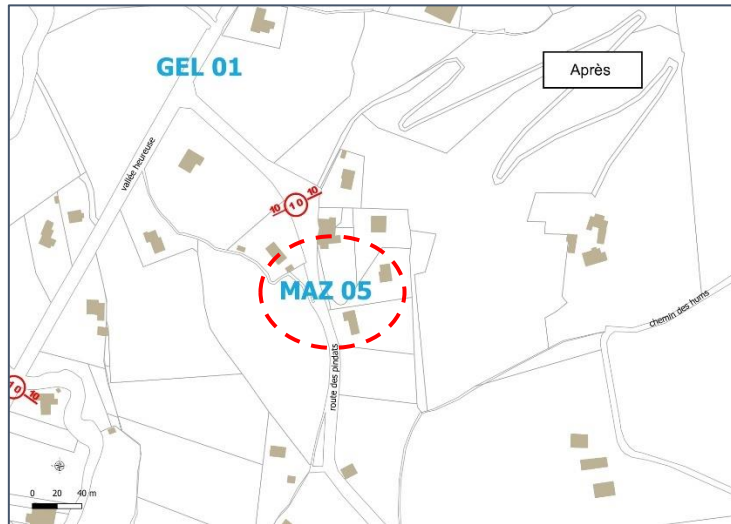 GEL 01
Après
vallée heureuse
10 10 10
MAZ 05
chemin des hums
route des pindats
10 10
0 20 40 m